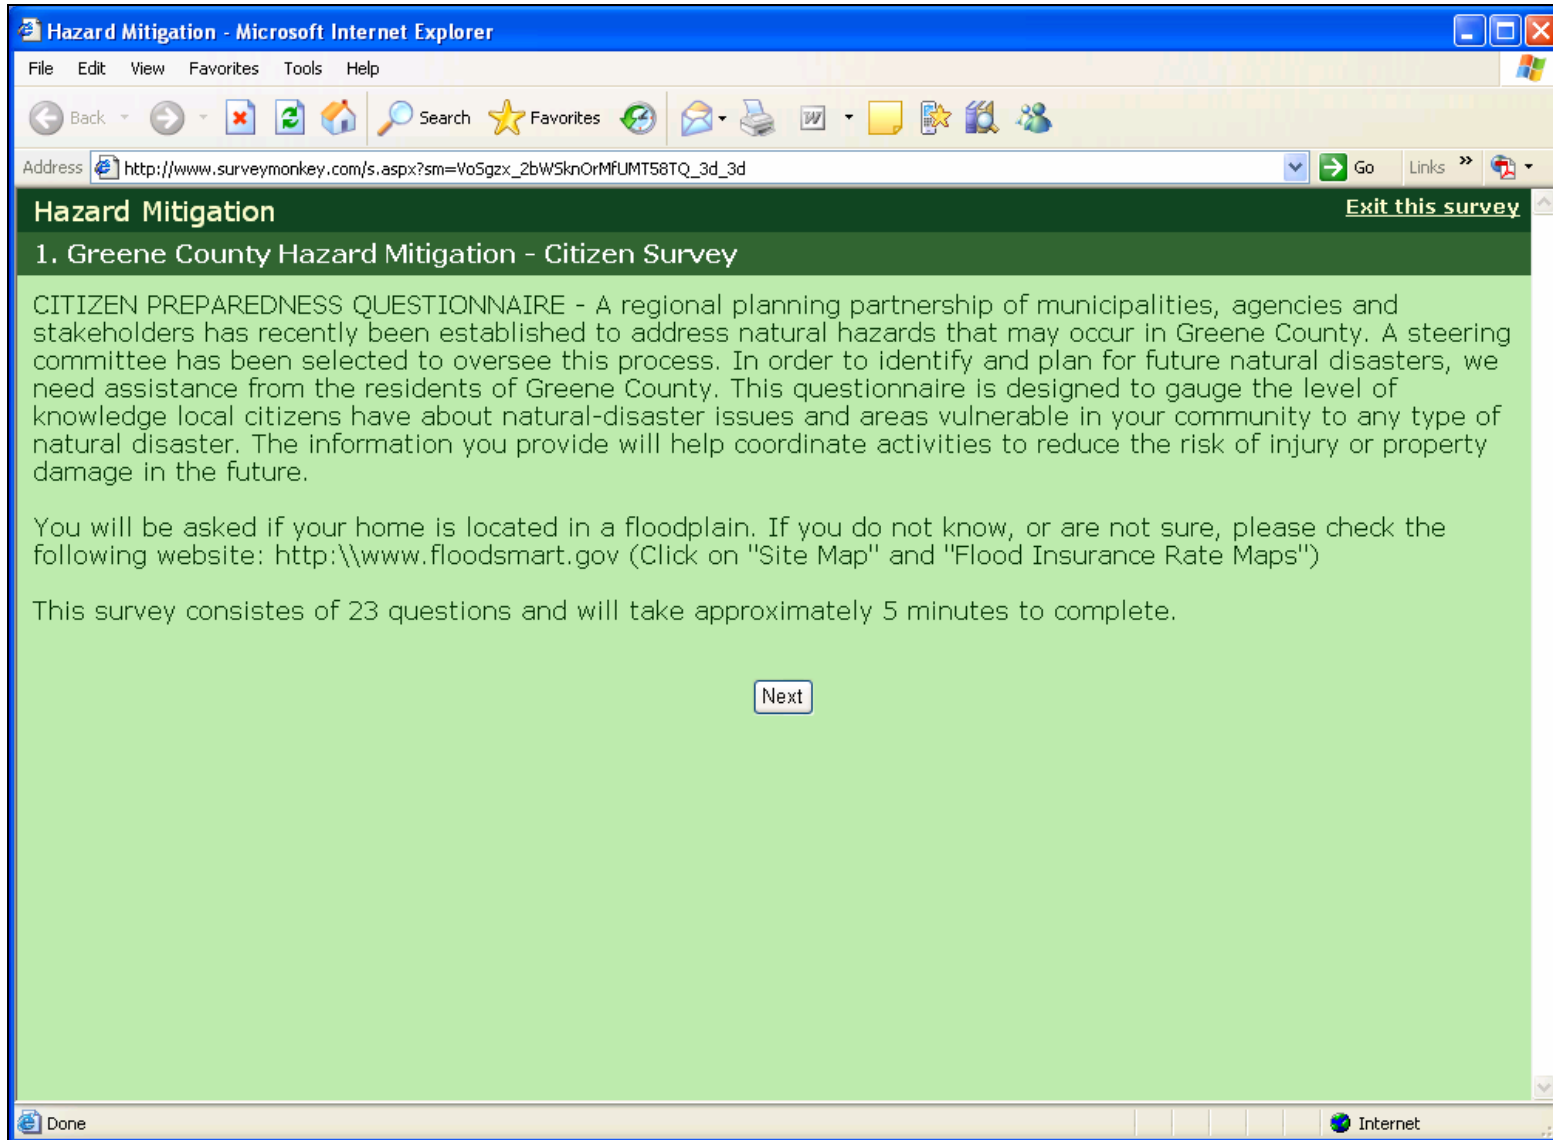 Hazard Mitigation - Microsoft Internet Explorer
File Edit View Favorites Tools Help
Back Search Favorites
Address http://www.surveymonkey.com/s.aspx?sm=VoSgzx_2bWSknOrMfUMT58TQ_3d_3d Go Links »
Hazard Mitigation Exit this survey
1. Greene County Hazard Mitigation - Citizen Survey
CITIZEN PREPAREDNESS QUESTIONNAIRE - A regional planning partnership of municipalities, agencies and
stakeholders has recently been established to address natural hazards that may occur in Greene County. A steering
committee has been selected to oversee this process. In order to identify and plan for future natural disasters, we
need assistance from the residents of Greene County. This questionnaire is designed to gauge the level of
knowledge local citizens have about natural-disaster issues and areas vulnerable in your community to any type of
natural disaster. The information you provide will help coordinate activities to reduce the risk of injury or property
damage in the future.
You will be asked if your home is located in a floodplain. If you do not know, or are not sure, please check the
following website: http:\\www.floodsmart.gov (Click on "Site Map" and "Flood Insurance Rate Maps")
This survey consistes of 23 questions and will take approximately 5 minutes to complete.
Next
Done Internet